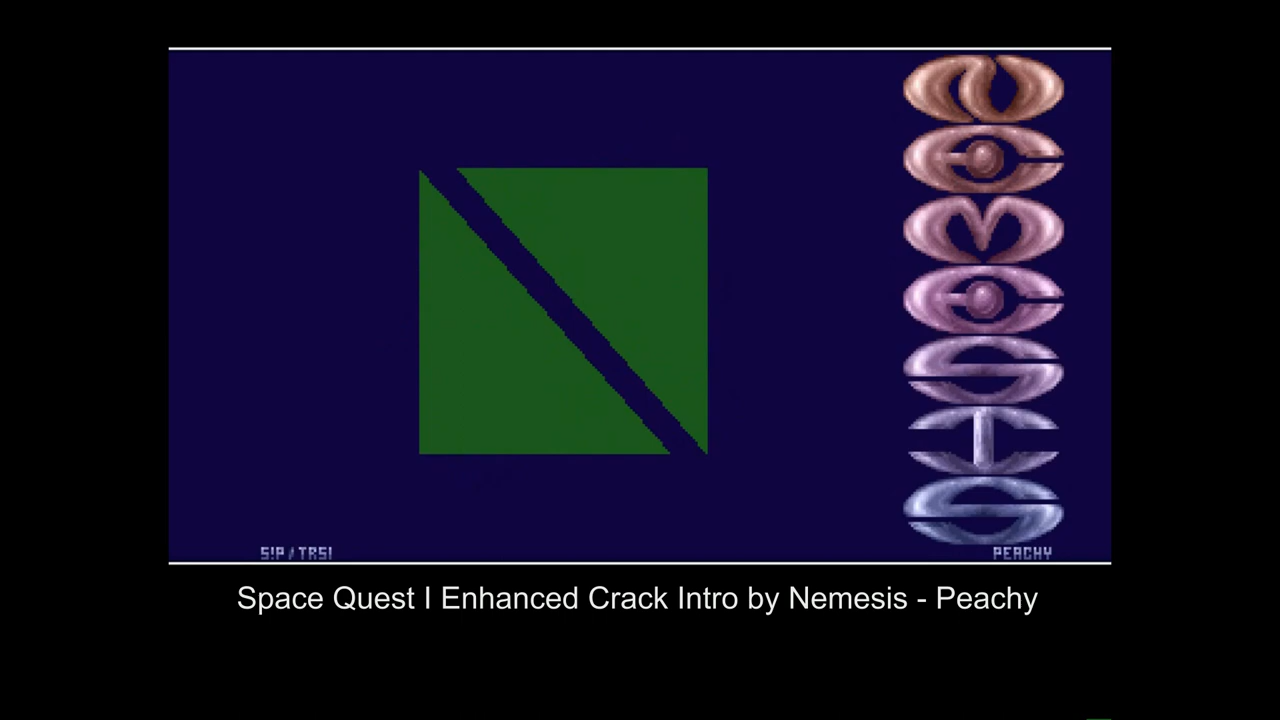 NEMESIS
S!P/TRSI
PEACHY
Space Quest I Enhanced Crack Intro by Nemesis - Peachy